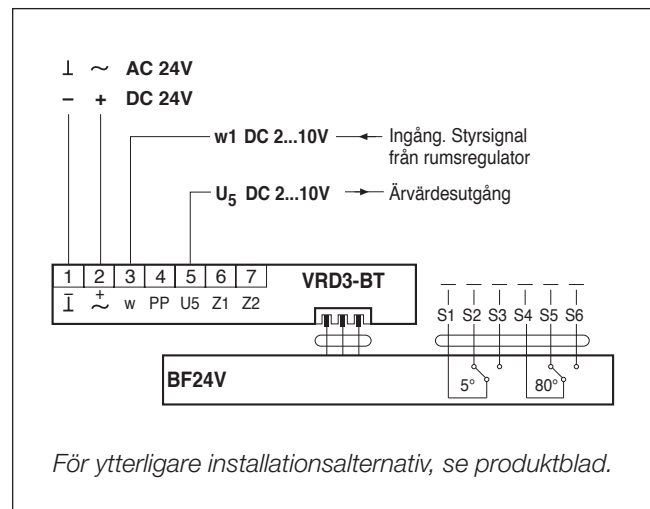 ⊥ ~ AC 24V
− + DC 24V
w1 DC 2...10V Ingång. Styrsignal
från rumsregulator
U5 DC 2...10V Ärvärdesutgång
1 2 3 4 5 6 7 VRD3-BT
⊥ ~ + w PP U5 Z1 Z2
S1 S2 S3 S4 S5 S6
BF24V 5° 80°
För ytterligare installationsalternativ, se produktblad.